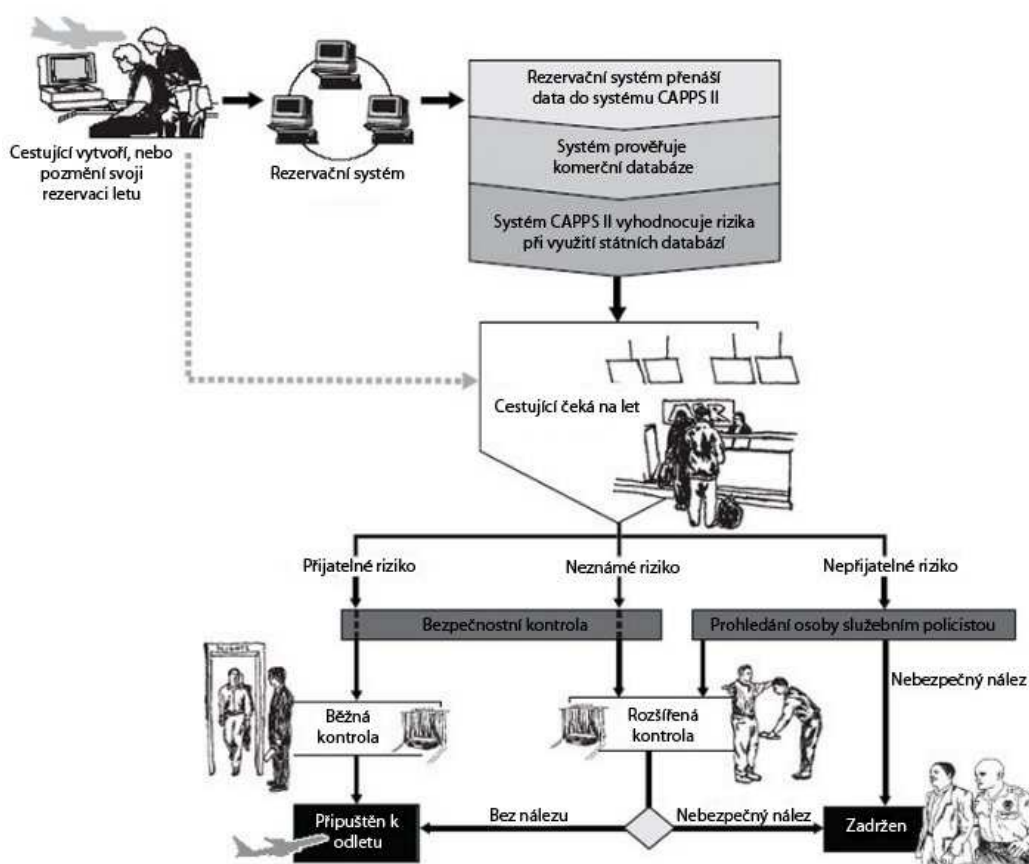 Cestující vytvoří, nebo
pozmění svoji
rezervaci letu
Rezervační systém
Rezervační systém přenáší
data do systému CAPPS II
Systém prověřuje
komerční databáze
Systém CAPPS II vyhodnocuje rizika
při využití státních databází
Cestující čeká na let
Přijatelné riziko
Neznámé riziko
Nepřijatelné riziko
Bezpečnostní kontrola
Prohledání osoby služebním policistou
Nebezpečný nález
Běžná
kontrola
Rozšířená
kontrola
Připuštěn k
odletu
Bez nálezu
Nebezpečný nález
Zadržen